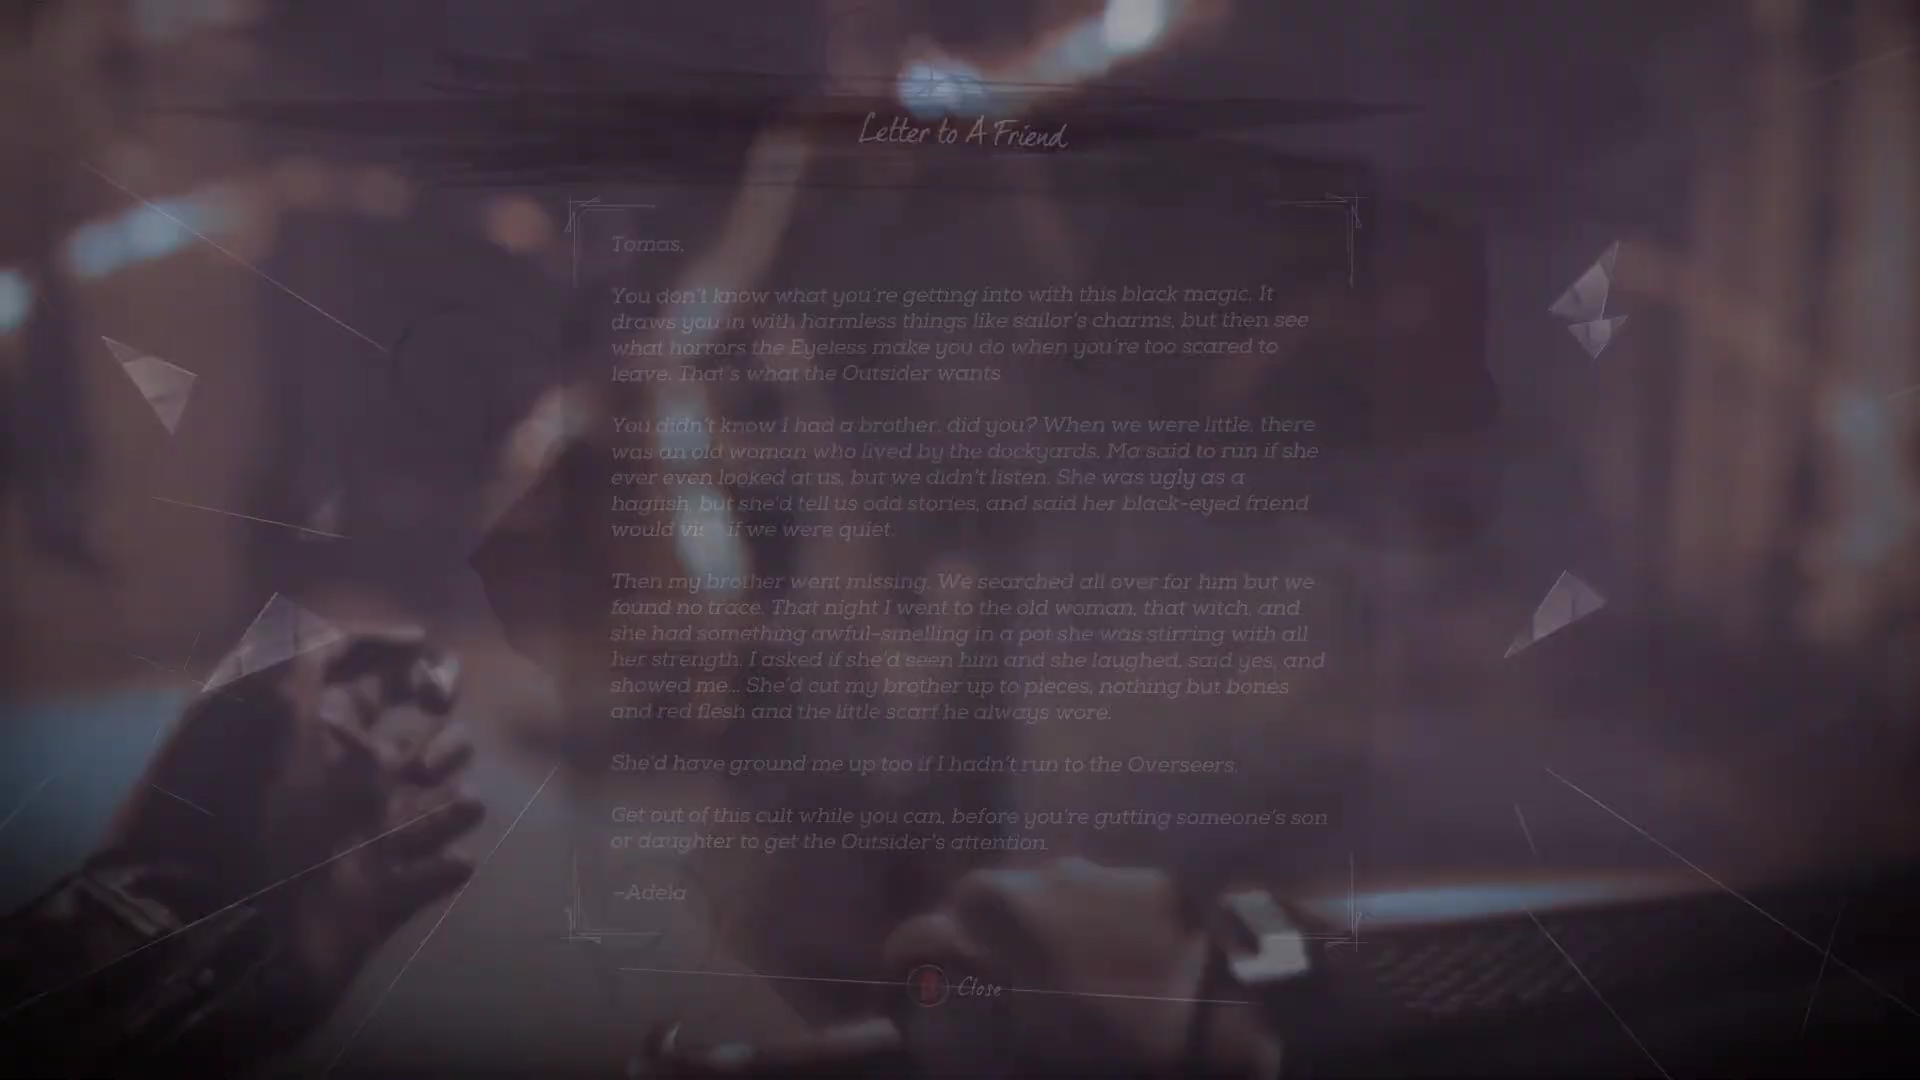 Letter to A Friend
Tomas,
You don't know what you're getting into with this black magic. It
draws you in with harmless things like sailor's charms, but then see
what horrors the Eyeless make you do when you're too scared to
leave. That's what the Outsider wants
You didn't know I had a brother, did you? When we were little, there
was an old woman who lived by the dockyards. Ma said to run if she
ever even looked at us, but we didn't listen. She was ugly as a
hagfish, but she'd tell us odd stories, and said her black-eyed friend
would if we were quiet.
Then my brother went missing. We searched all over for him but we
found no trace. That night I went to the old woman, that witch, and
she had something awful-smelling in a pot she was stirring with all
her strength. I asked if she'd seen him and she laughed, said yes, and
showed me... She'd cut my brother up to pieces, nothing but bones
and red flesh and the little scarf he always wore.
She'd have ground me up too if I hadn't run to the Overseers.
Get out of this cult while you can, before you're gutting someone's son
or daughter to get the Outsider's attention.
-Adela
Close